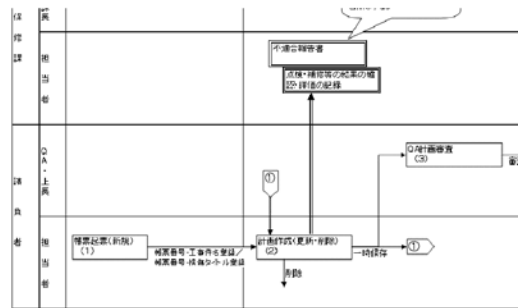 課長
修課
担当者
不適合報告書
点検・補修等の結果の確
認・評価の記録
請負者
QA・上長
QA計画審査
(3)
①
担当者
帳票起票(新規)
(1)
帳票番号・工事件名登録/
帳票番号・候補タイトル登録
計画作成(更新・削除)
(2)
一時保存
①
削除